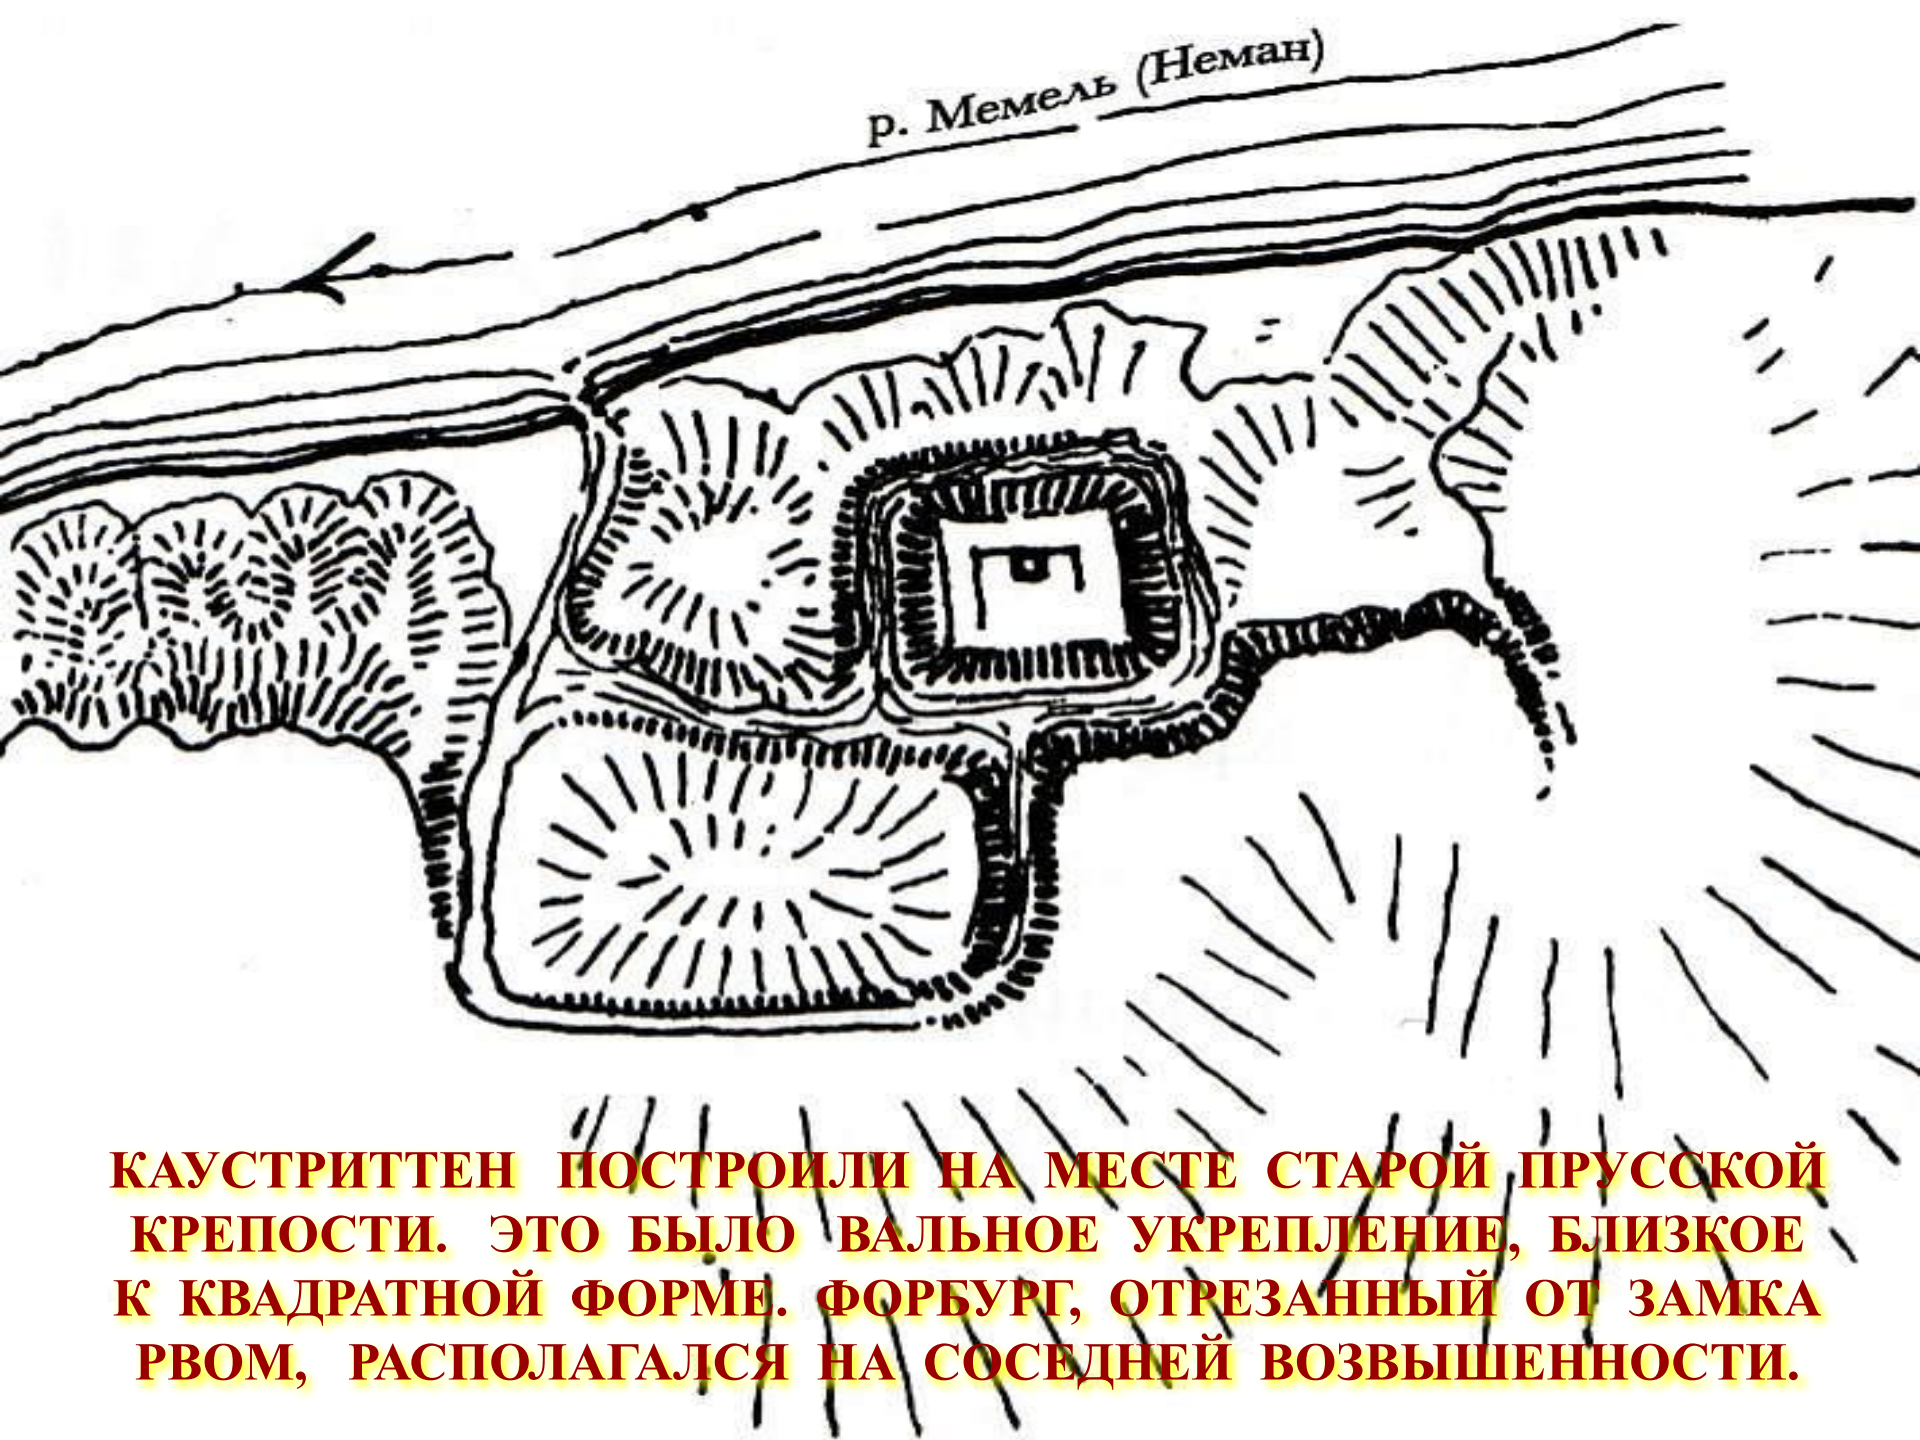 р. Мемель (Неман)
КАУСТРИТТЕН ПОСТРОИЛИ НА МЕСТЕ СТАРОЙ ПРУССКОЙ
КРЕПОСТИ. ЭТО БЫЛО ВАЛЬНОЕ УКРЕПЛЕНИЕ, БЛИЗКОЕ
К КВАДРАТНОЙ ФОРМЕ. ФОРБУРГ, ОТРЕЗАННЫЙ ОТ ЗАМКА
РВОМ, РАСПОЛАГАЛСЯ НА СОСЕДНЕЙ ВОЗВЫШЕННОСТИ.